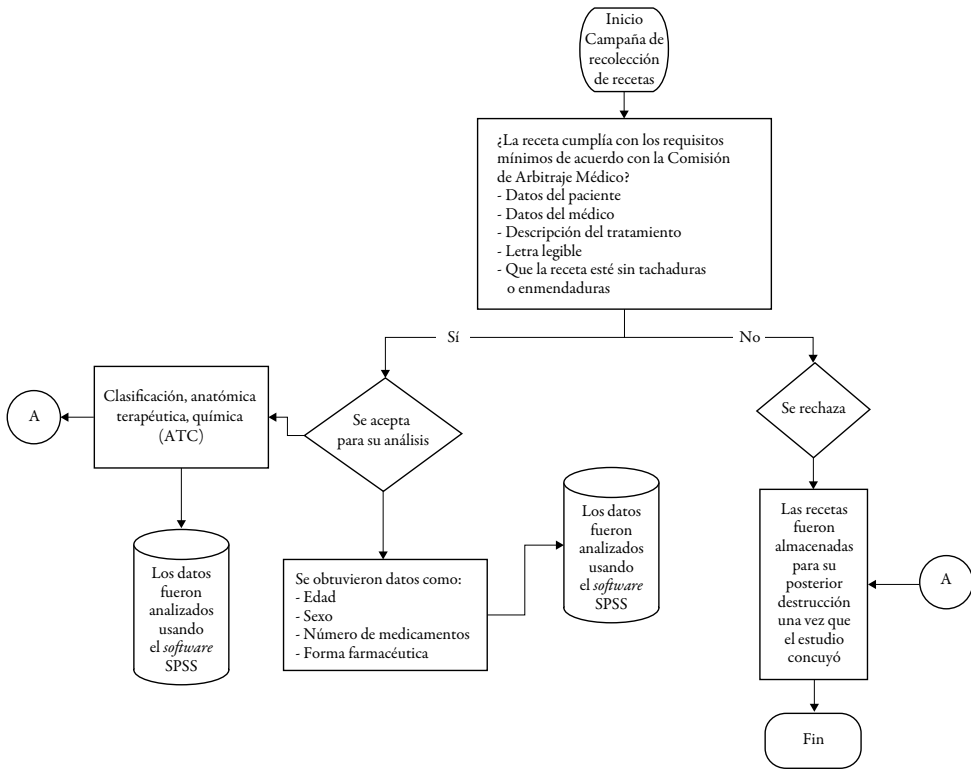 Inicio
Campaña de
recolección
de recetas
¿La receta cumplía con los requisitos
mínimos de acuerdo con la Comisión
de Arbitraje Médico?
- Datos del paciente
- Datos del médico
- Descripción del tratamiento
- Letra legible
- Que la receta esté sin tachaduras
o enmendaduras
Sí
No
A
Clasificación, anatómica
terapéutica, química
(ATC)
Se acepta
para su análisis
Se rechaza
Los datos
fueron
analizados
usando
el software
SPSS
Se obtuvieron datos como:
- Edad
- Sexo
- Número de medicamentos
- Forma farmacéutica
Los datos
fueron
analizados
usando
el software
SPSS
Las recetas
fueron
almacenadas
para su
posterior
destrucción
una vez que
el estudio
concuyó
A
Fin